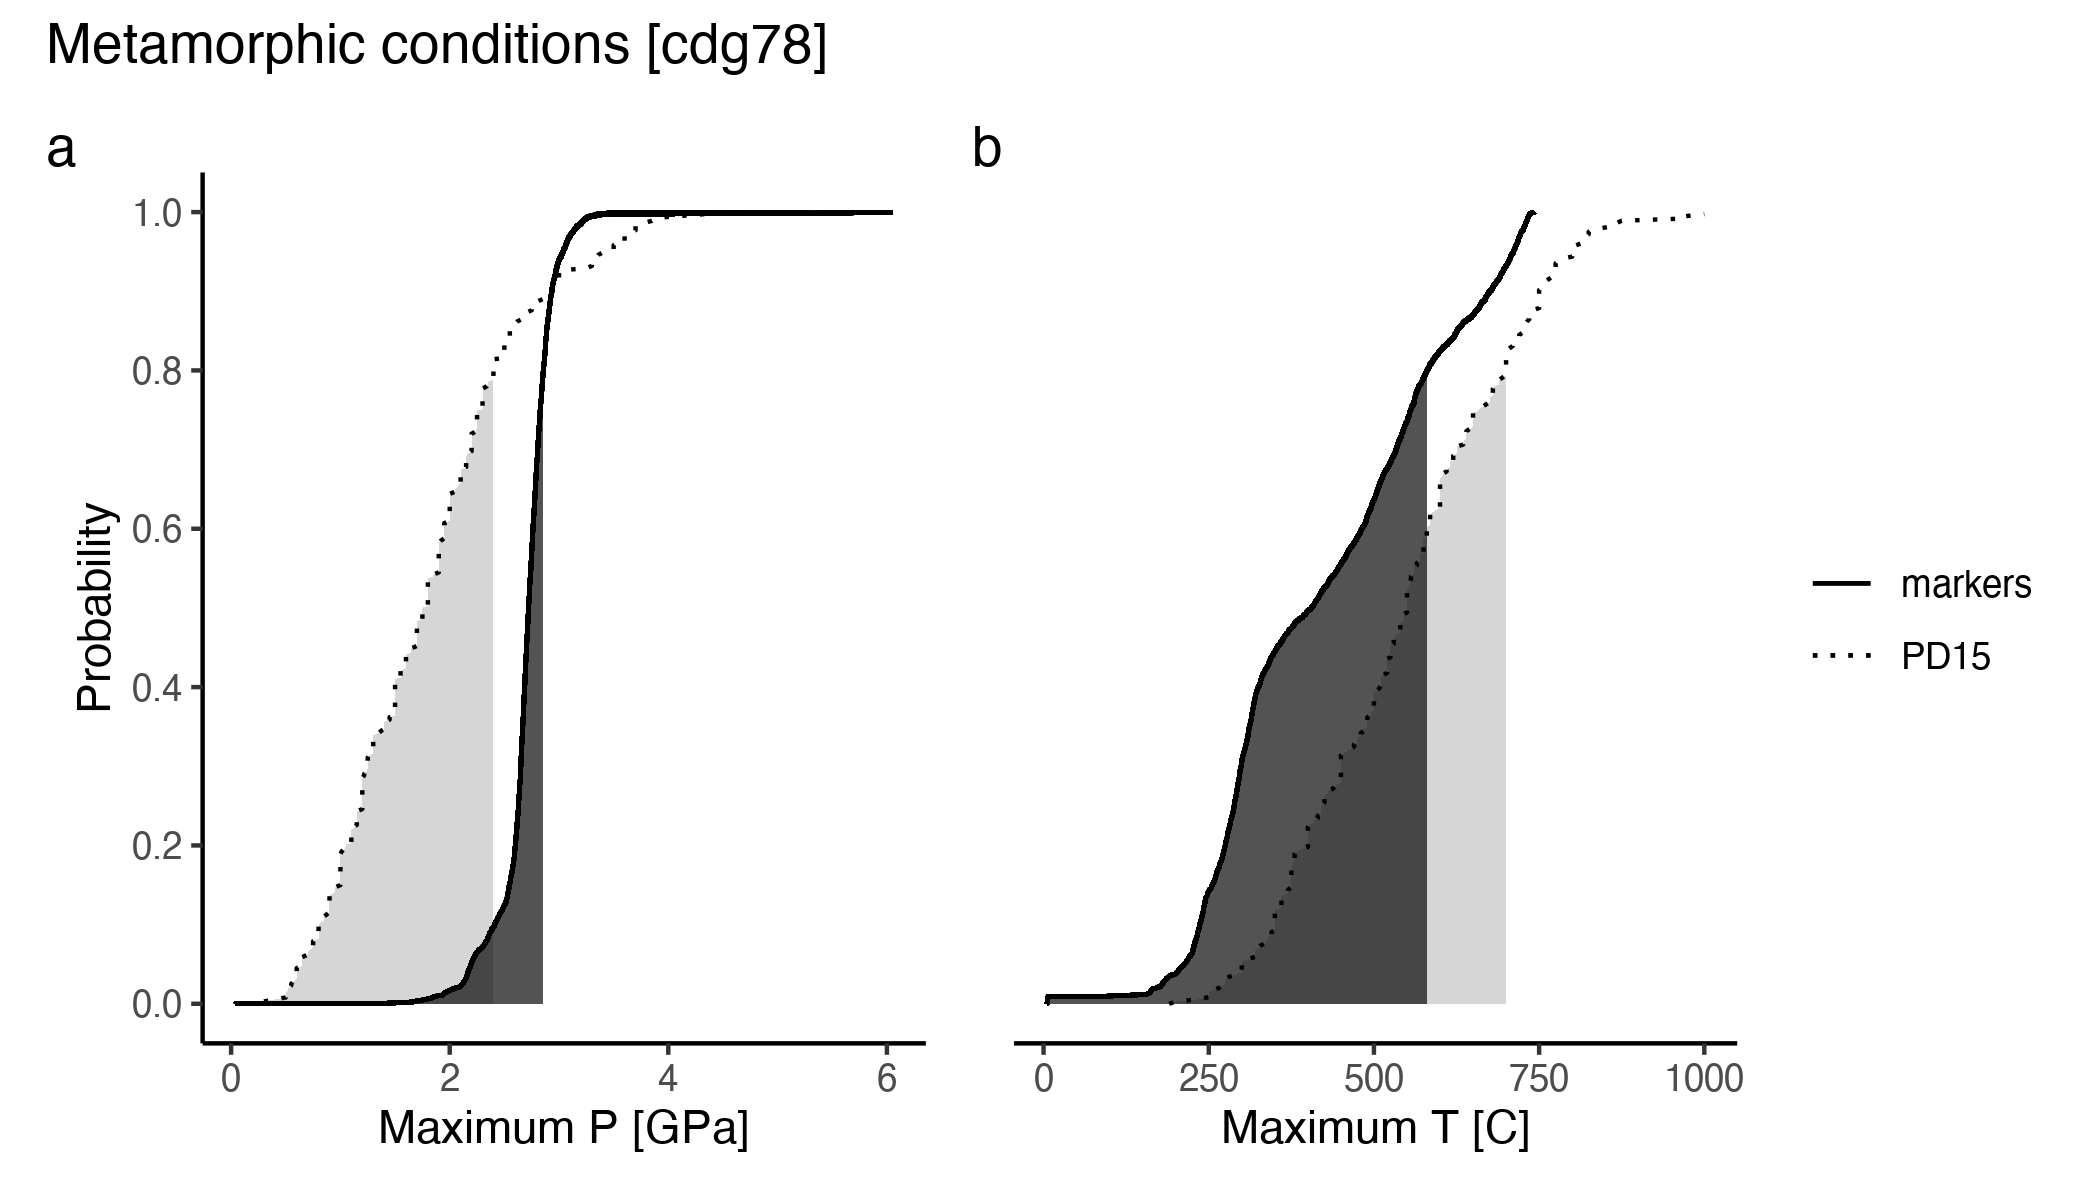 Metamorphic conditions [cdg78]
a
b
Probability
1.0
0.8
0.6
0.4
0.2
0.0
0 2 4 6
Maximum P [GPa]
0 250 500 750 1000
Maximum T [C]
markers
PD15